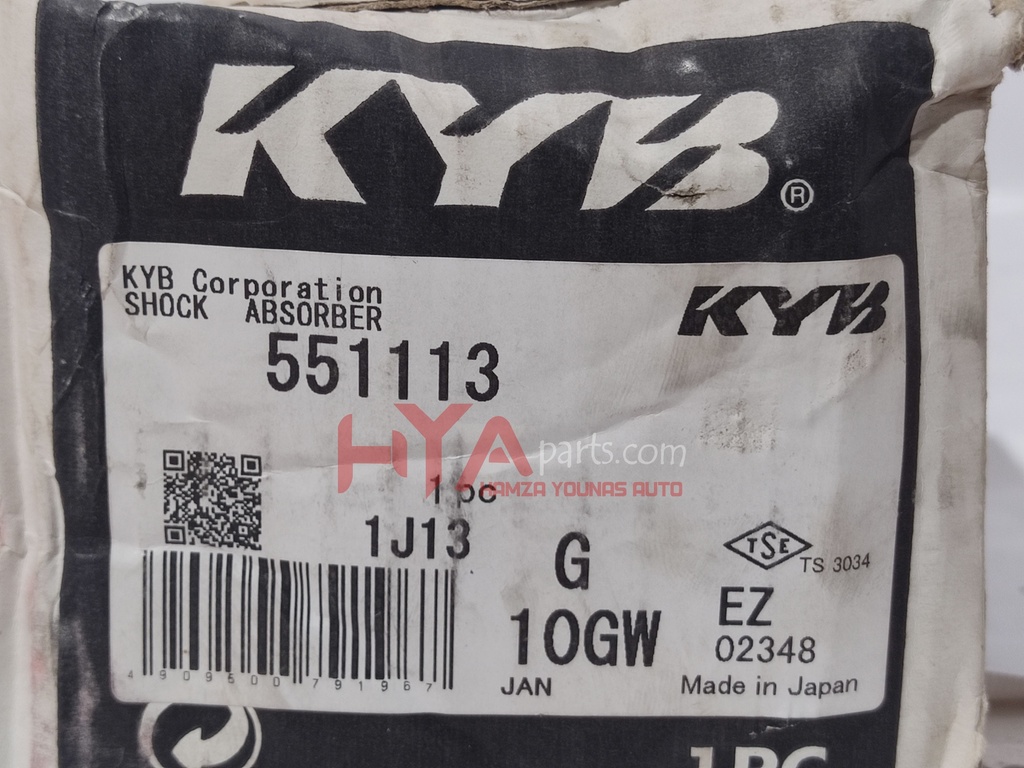 KYB®
KYB Corporation
SHOCK ABSORBER
KYB
551113
HYAparts.com
HAMZA YOUNAS AUTO
1 pc
1J13
G
TSE
TS 3034
10GW
EZ
02348
4909500791967
JAN
Made in Japan
1PC